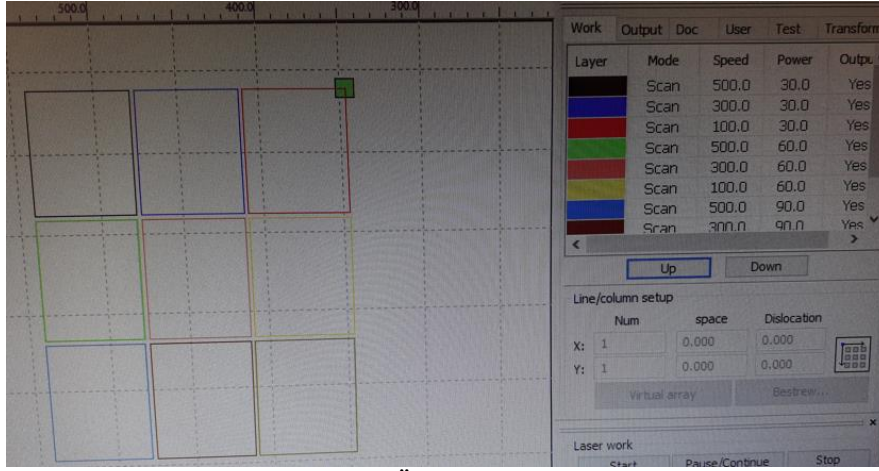 500.0 400.0 300.0
Work Output Doc User Test Transform
Layer Mode Speed Power Outpu
Scan 500.0 30.0 Yes
Scan 300.0 30.0 Yes
Scan 100.0 30.0 Yes
Scan 500.0 60.0 Yes
Scan 300.0 60.0 Yes
Scan 100.0 60.0 Yes
Scan 500.0 90.0 Yes
Scan 300.0 90.0 Yes
Up Down
Line/column setup
Num space Dislocation
X: 1 0.000 0.000
Y: 1 0.000 0.000
Virtual array Bestrew...
Laser work
Start Pause/Continue Stop